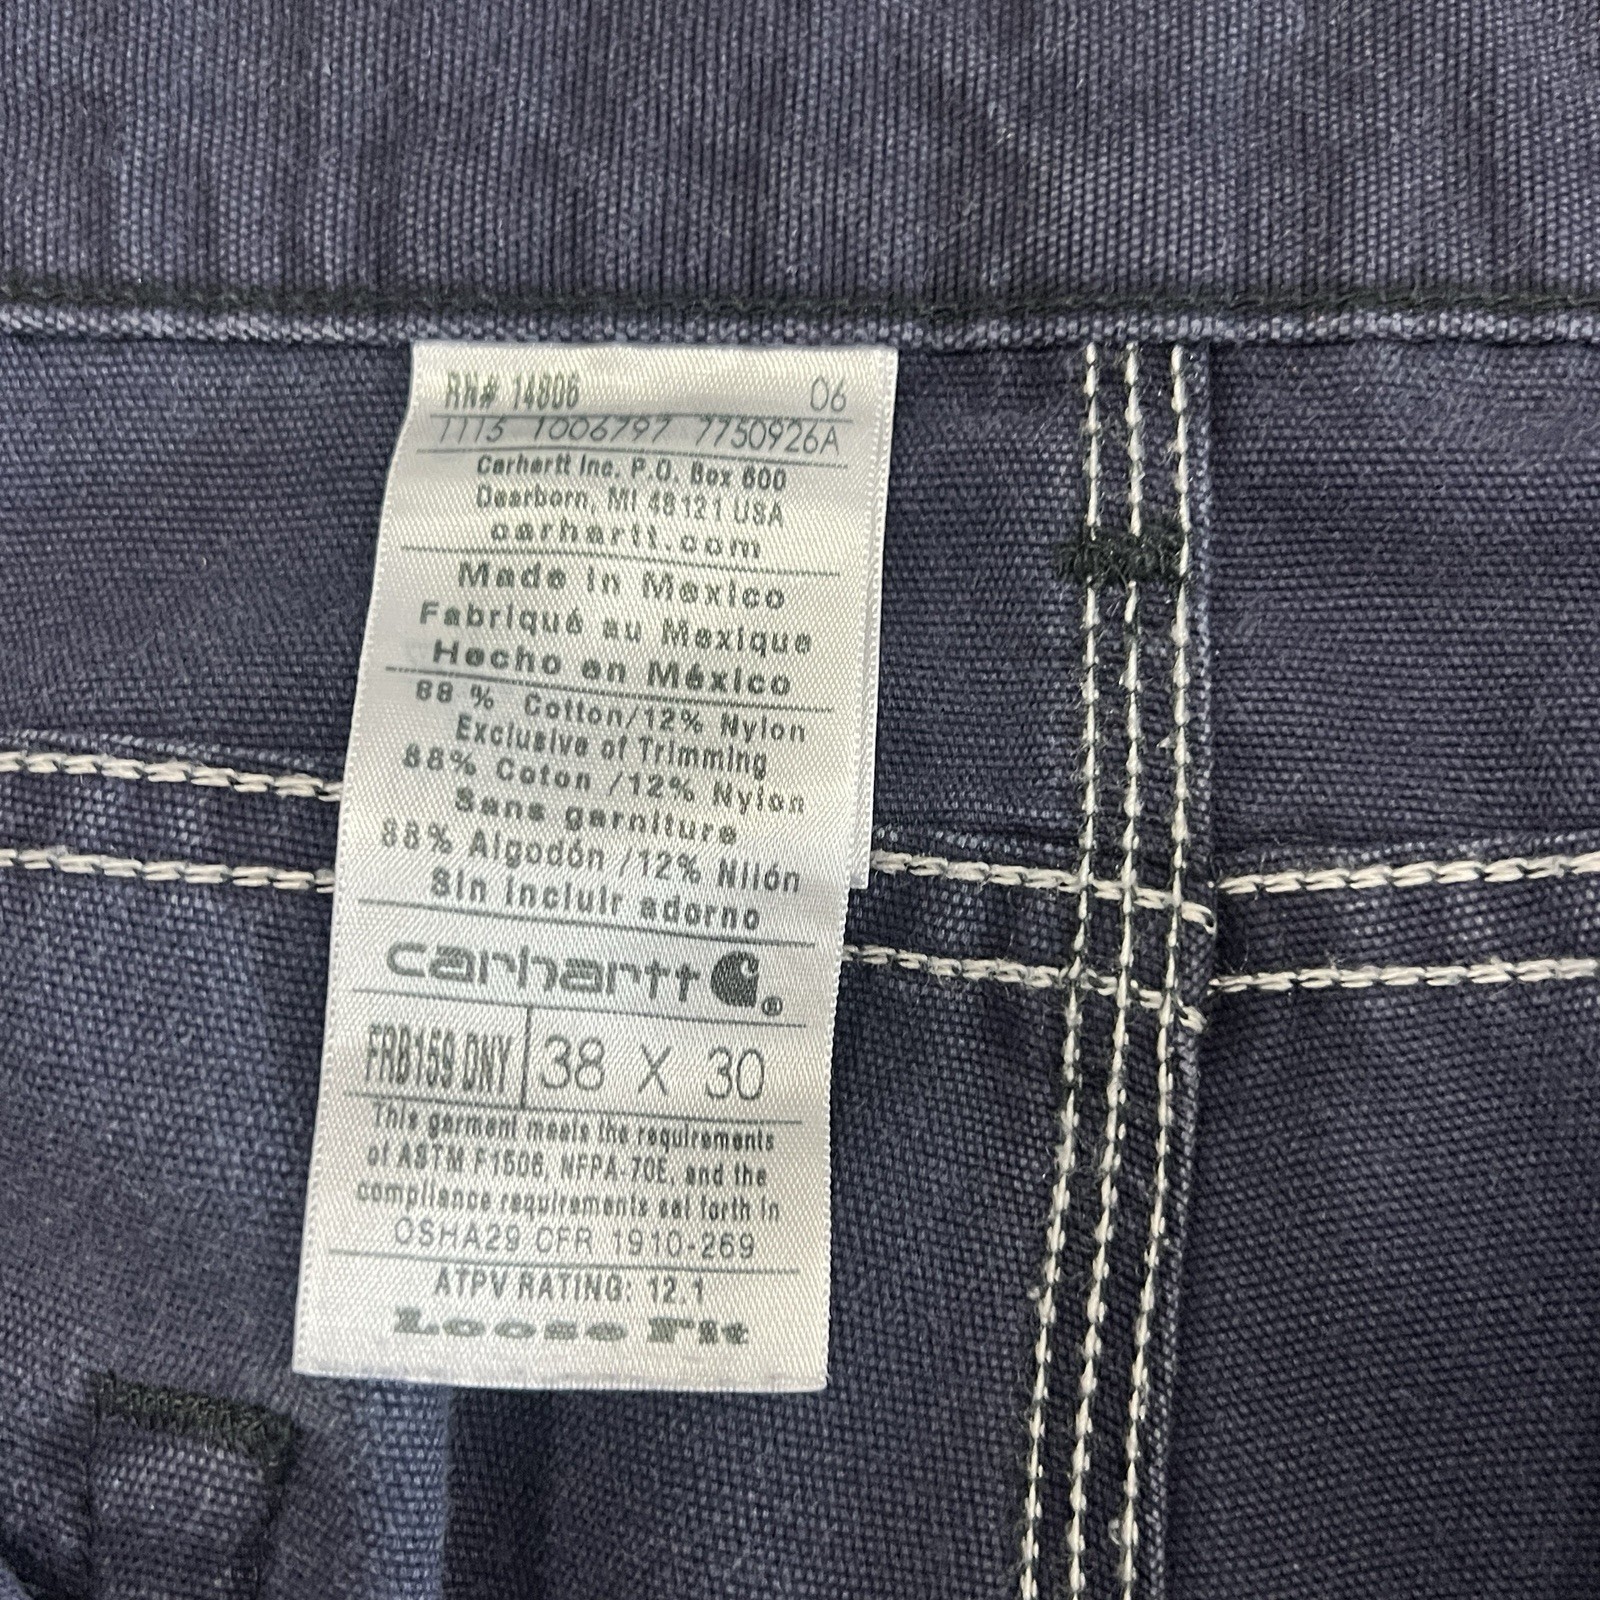 RN# 14806 06
1115 1006797 7750926A
Carhartt Inc. P.O. Box 600
Dearborn, MI 48121 USA
carhartt.com
Made in Mexico
Fabriqué au Mexique
Hecho en México
88 % Cotton/12% Nylon
Exclusive of Trimming
88% Coton /12% Nylon
Sans garniture
88% Algodón /12% Nilón
Sin incluir adorno
carhartt ®
FRB159 DNY 38 X 30
This garment meets the requirements
of ASTM F1506, NFPA-70E, and the
compliance requirements set forth in
OSHA29 CFR 1910-269
ATPV RATING: 12.1
Loose Fit